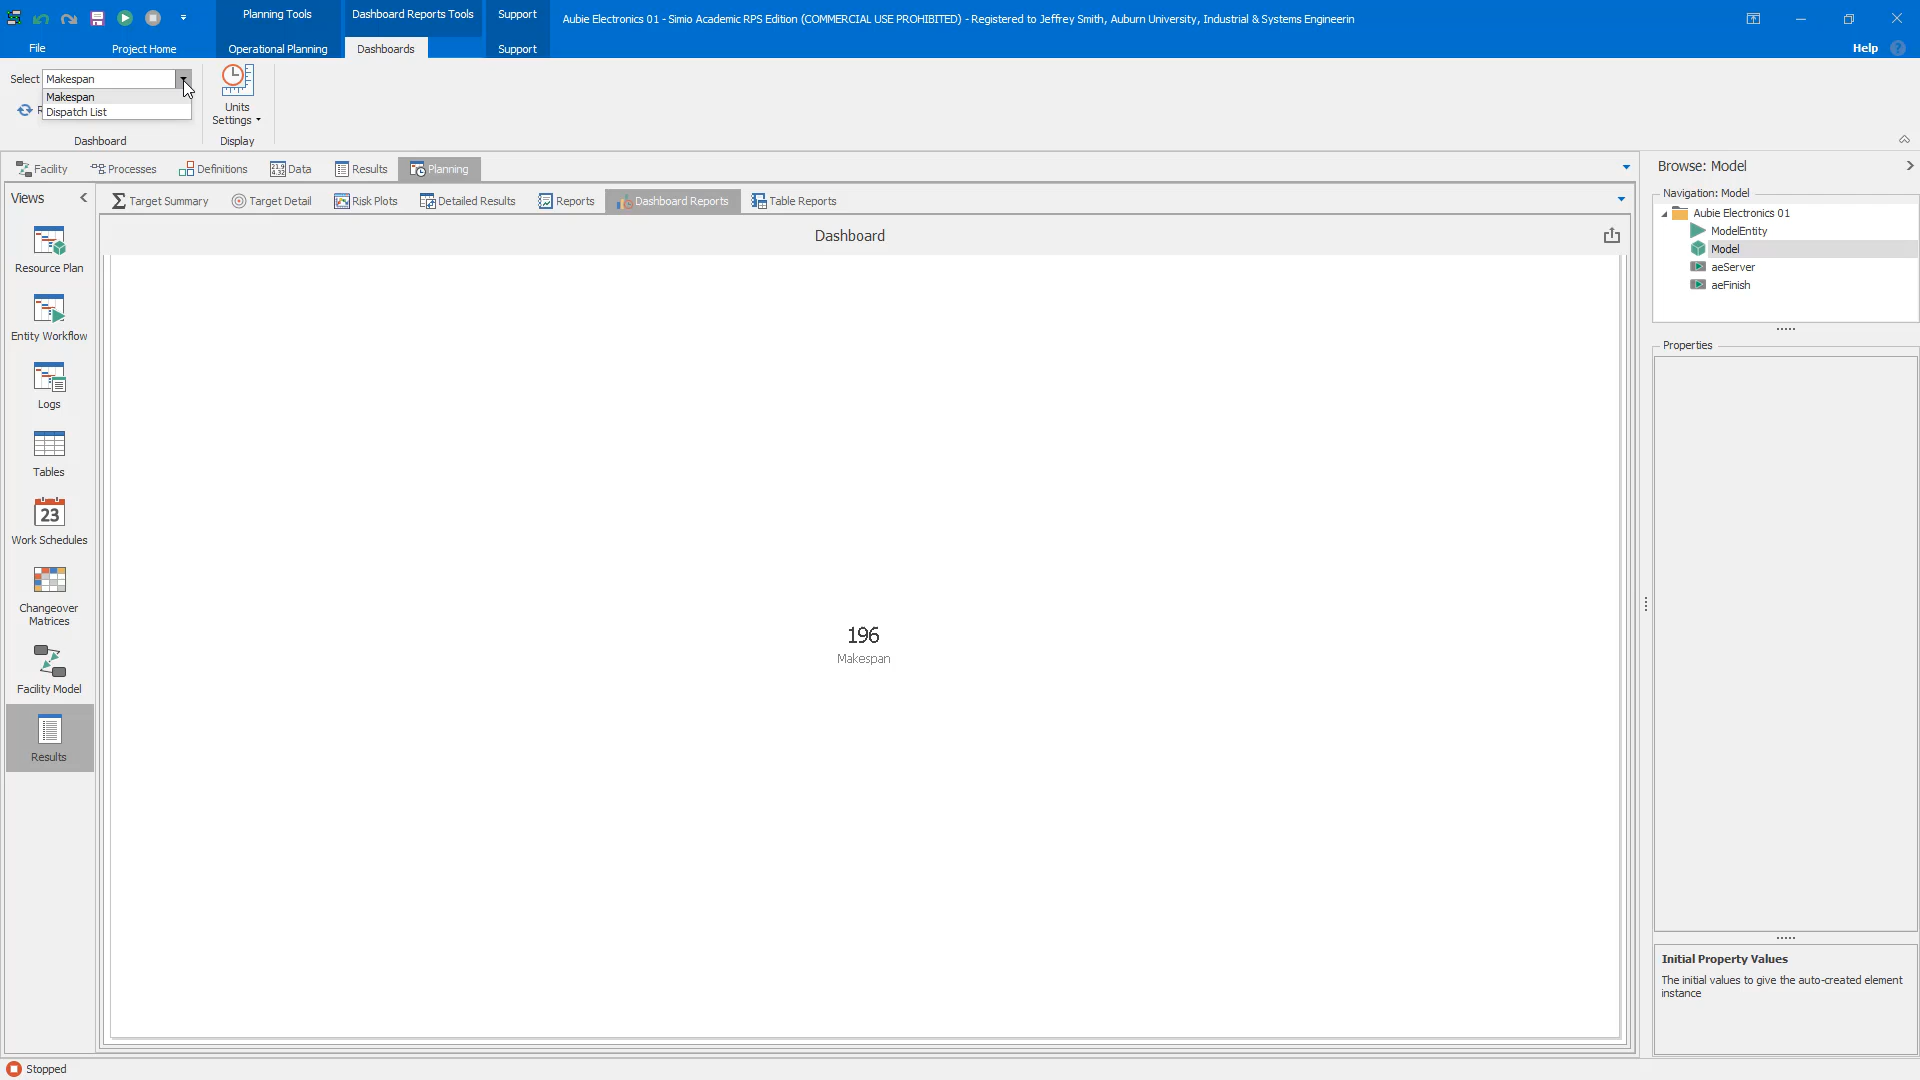 Planning Tools
Dashboard Reports Tools
Support
Aubie Electronics 01 - Simio Academic RPS Edition (COMMERCIAL USE PROHIBITED) - Registered to Jeffrey Smith, Auburn University, Industrial & Systems Engineerin
File
Project Home
Operational Planning
Dashboards
Support
Help
Select
Makespan
Makespan
Dispatch List
Dashboard
Units
Settings
Display
Facility
Processes
Definitions
Data
Results
Planning
Browse: Model
Views
Target Summary
Target Detail
Risk Plots
Detailed Results
Reports
Dashboard Reports
Table Reports
Navigation: Model
Aubie Electronics 01
ModelEntity
Model
aeServer
aeFinish
Dashboard
Resource Plan
Entity Workflow
Logs
Tables
23
Work Schedules
Changeover
Matrices
Facility Model
Results
196
Makespan
Properties
Initial Property Values
The initial values to give the auto-created element
instance
Stopped